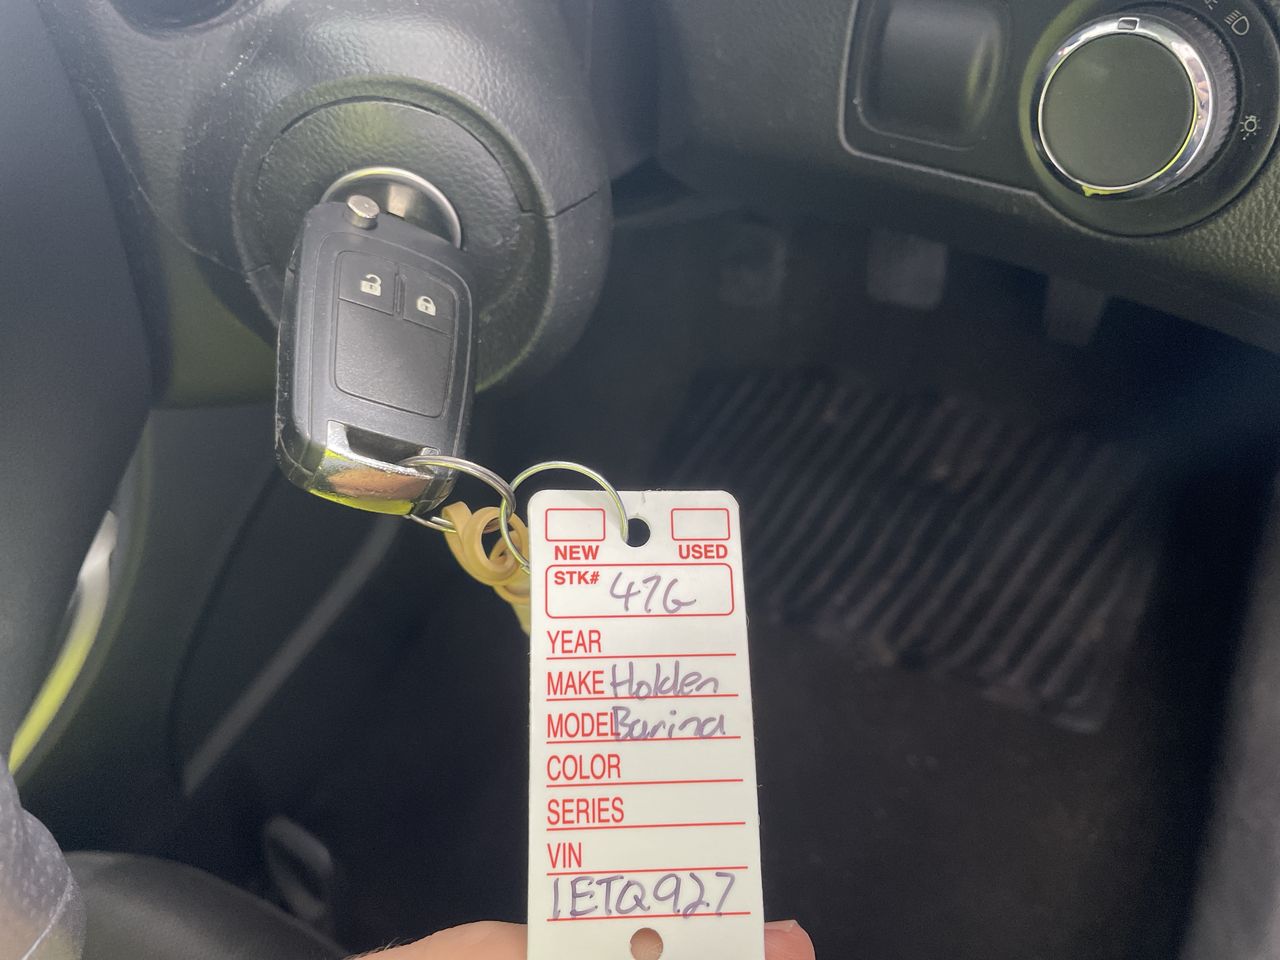 NEW USED
STK# 476
YEAR
MAKE Holden
MODEL Barina
COLOR
SERIES
VIN
1ETQ927